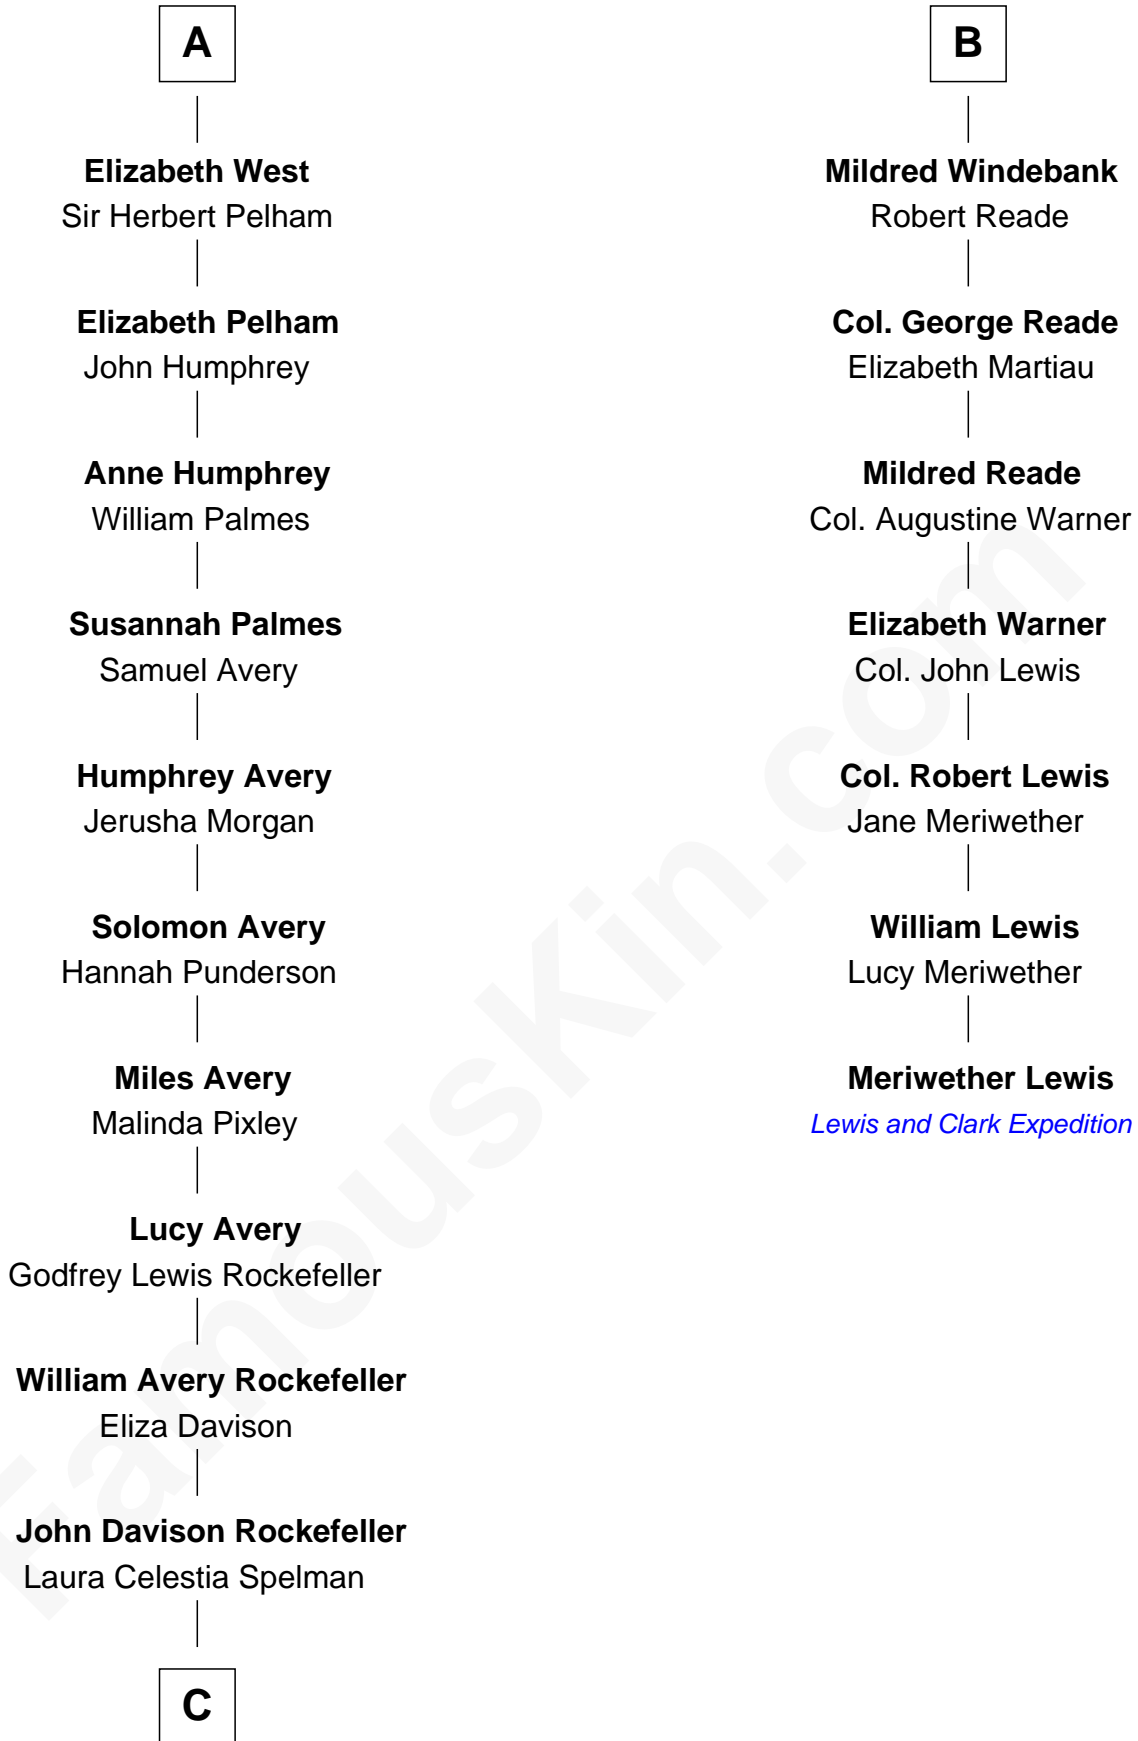 A
Elizabeth West
Sir Herbert Pelham
Elizabeth Pelham
John Humphrey
Anne Humphrey
William Palmes
Susannah Palmes
Samuel Avery
Humphrey Avery
Jerusha Morgan
Solomon Avery
Hannah Punderson
Miles Avery
Malinda Pixley
Lucy Avery
Godfrey Lewis Rockefeller
William Avery Rockefeller
Eliza Davison
John Davison Rockefeller
Laura Celestia Spelman
C
B
Mildred Windebank
Robert Reade
Col. George Reade
Elizabeth Martiau
Mildred Reade
Col. Augustine Warner
Elizabeth Warner
Col. John Lewis
Col. Robert Lewis
Jane Meriwether
William Lewis
Lucy Meriwether
Meriwether Lewis
Lewis and Clark Expedition
FamousKin.com